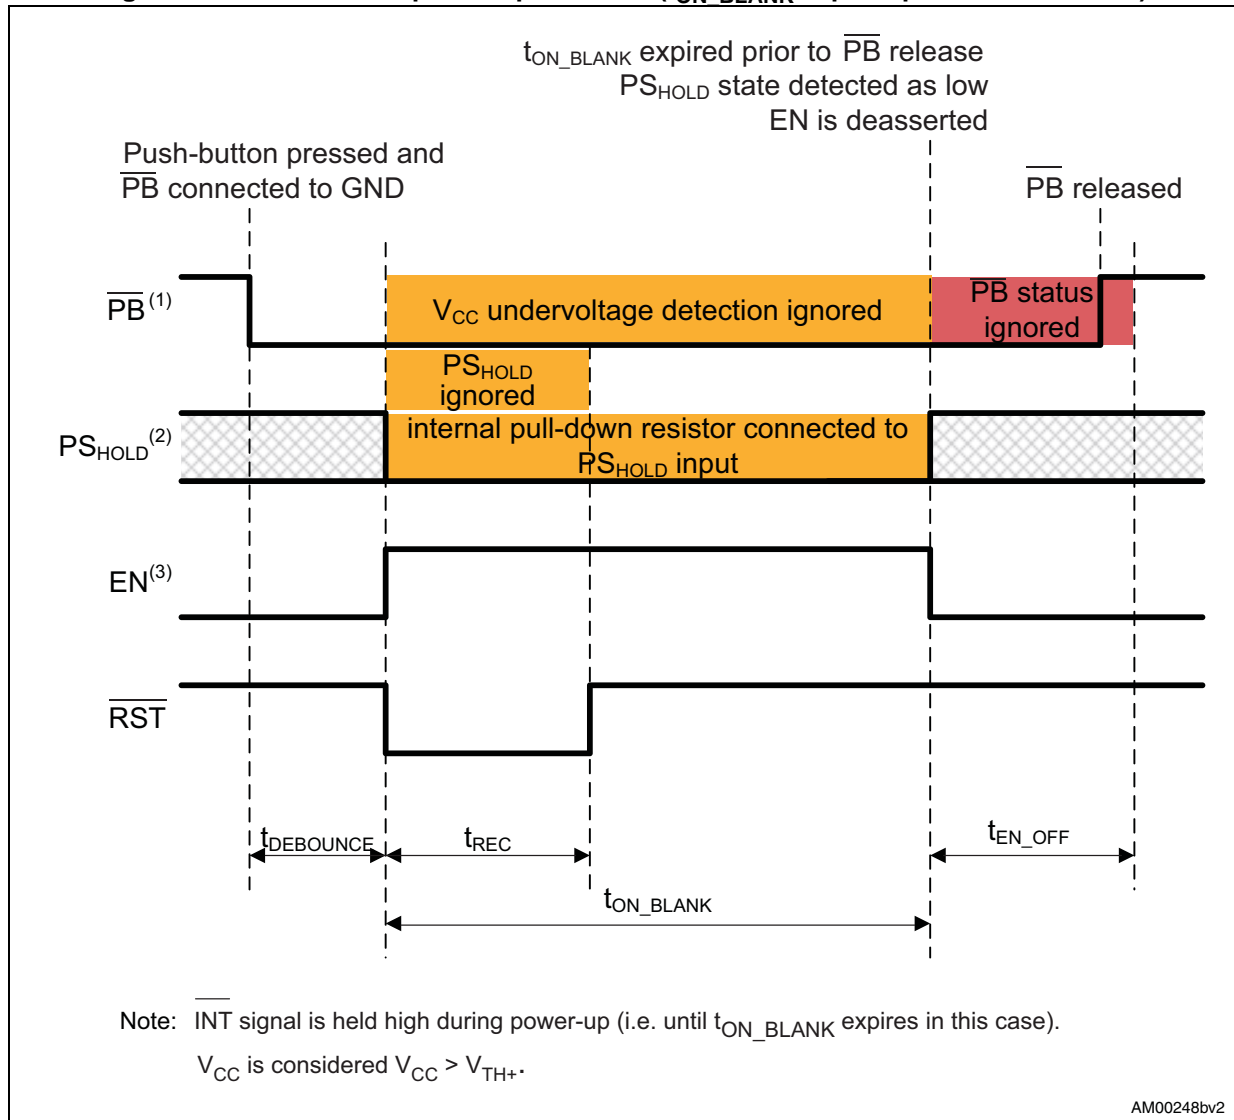 tON_BLANK expired prior to PB release
PSHOLD state detected as low
EN is deasserted
Push-button pressed and
PB connected to GND
PB released
PB(1)
VCC undervoltage detection ignored
PB status
ignored
PSHOLD
ignored
PSHOLD(2)
internal pull-down resistor connected to
PSHOLD input
EN(3)
RST
tDEBOUNCE
tREC
tEN_OFF
tON_BLANK
Note: INT signal is held high during power-up (i.e. until tON_BLANK expires in this case).
VCC is considered VCC > VTH+.
AM00248bv2